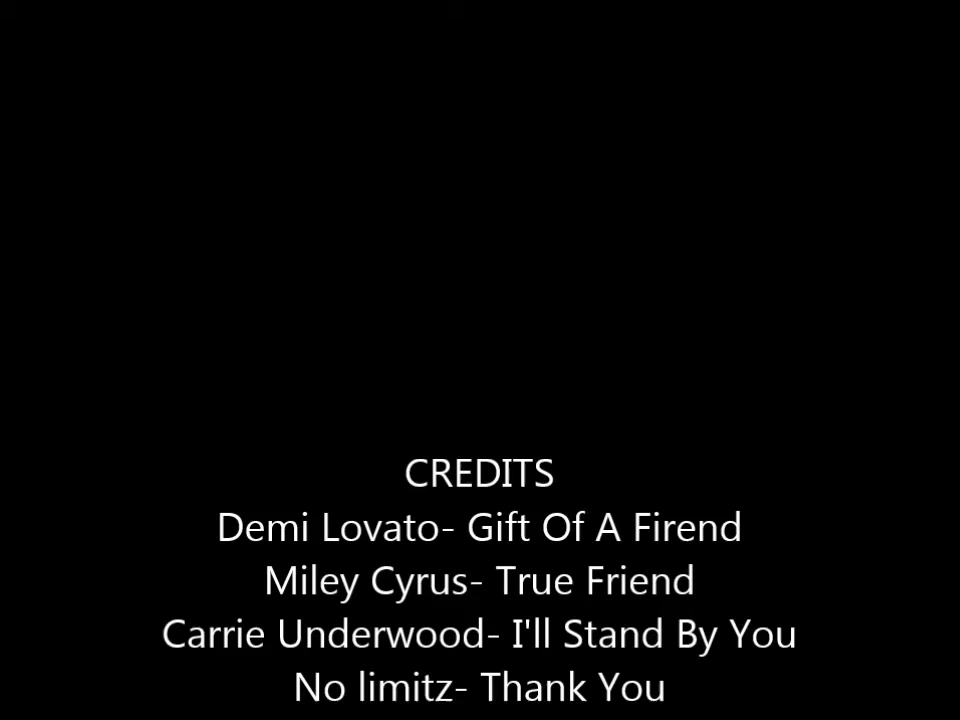 CREDITS
Demi Lovato- Gift Of A Firend
Miley Cyrus- True Friend
Carrie Underwood- I'll Stand By You
No limitz- Thank You